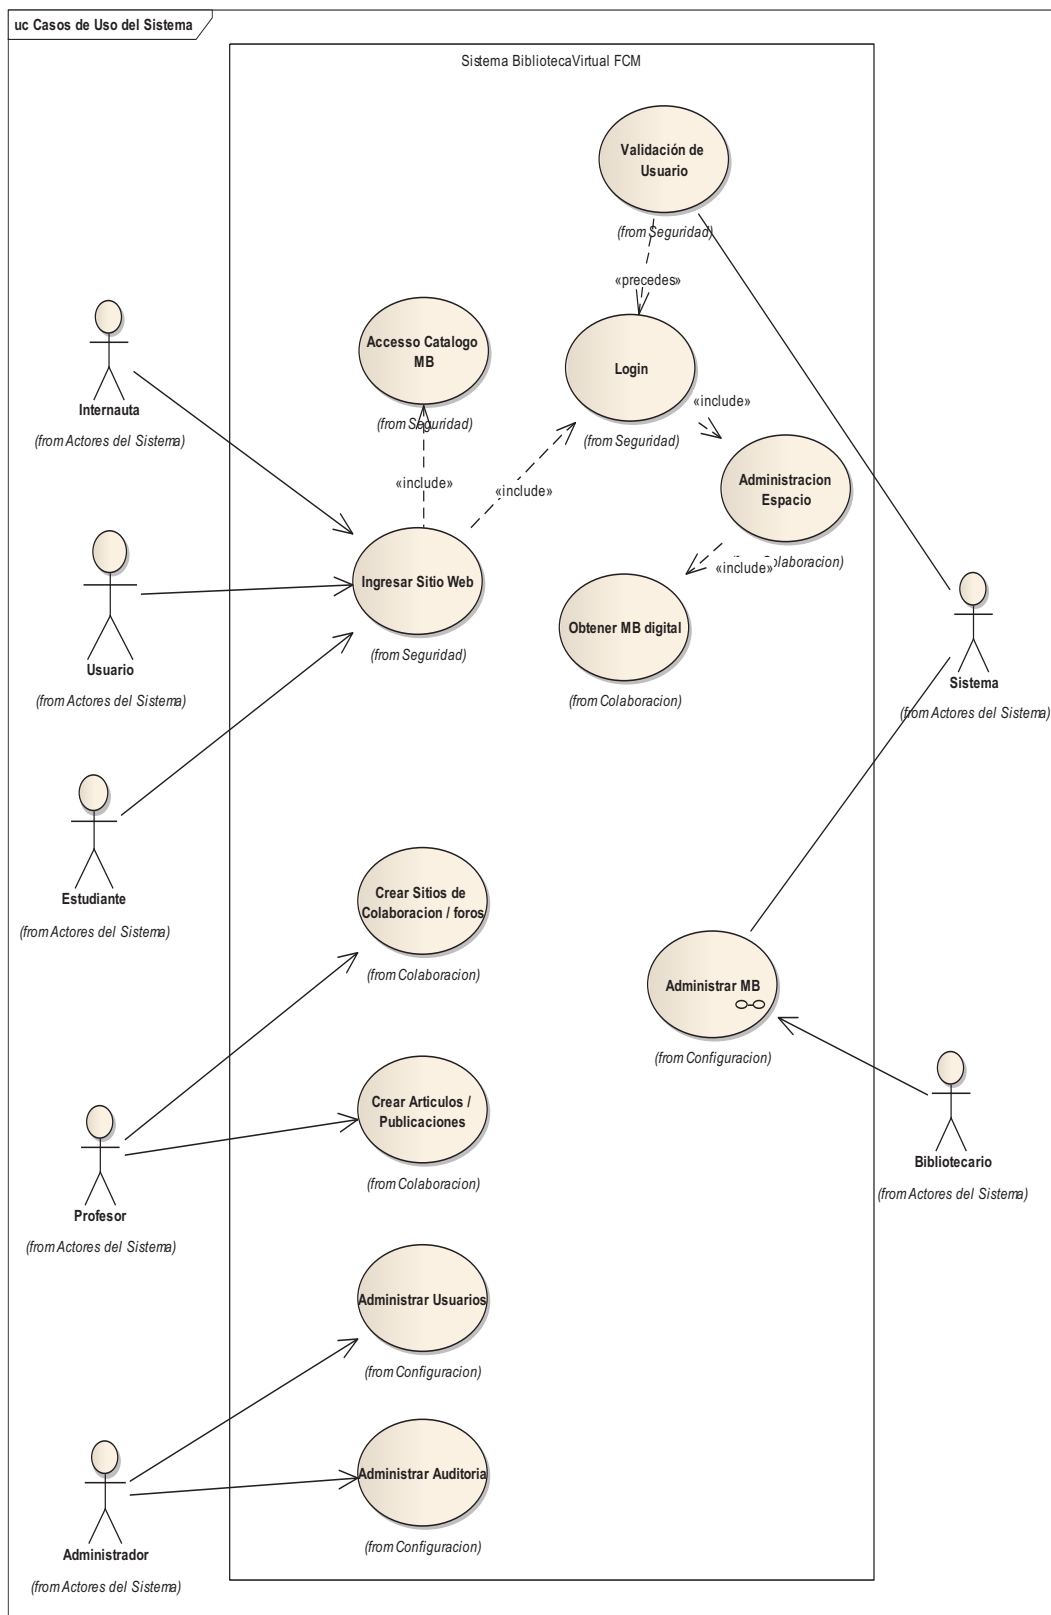 uc Casos de Uso del Sistema
Sistema BibliotecaVirtual FCM
Validación de
Usuario
(from Seguridad)
«precedes»
Accesso Catalogo
MB
(from Seguridad)
Login
(from Seguridad)
«include»
«include»
«include»
Administracion
Espacio
olaboracion)
«include»
Ingresar Sitio Web
(from Seguridad)
Obtener MB digital
(from Colaboracion)
Internauta
(from Actores del Sistema)
Usuario
(from Actores del Sistema)
Estudiante
(from Actores del Sistema)
Sistema
(from Actores del Sistema)
Crear Sitios de
Colaboracion / foros
(from Colaboracion)
Administrar MB
(from Configuracion)
Crear Articulos /
Publicaciones
(from Colaboracion)
Bibliotecario
(from Actores del Sistema)
Profesor
(from Actores del Sistema)
Administrar Usuarios
(from Configuracion)
Administrar Auditoria
(from Configuracion)
Administrador
(from Actores del Sistema)